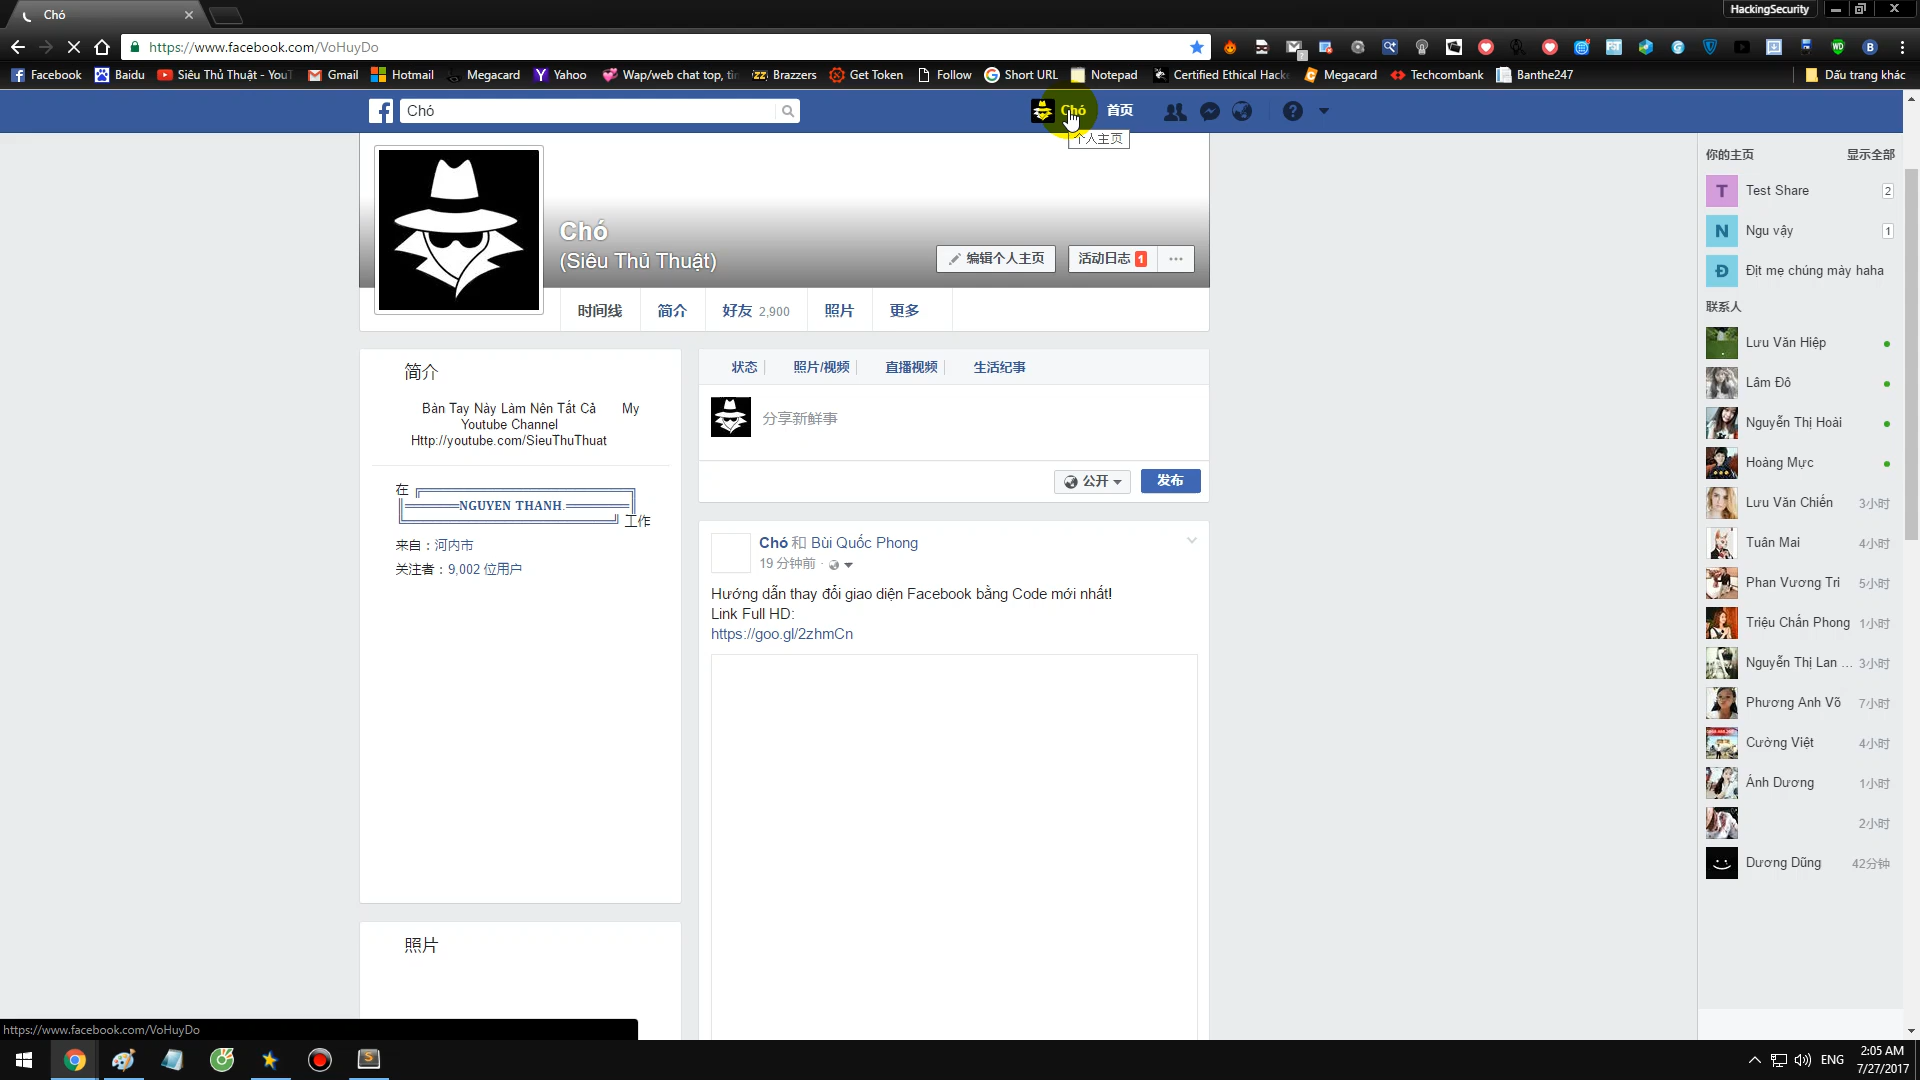 Chó
HackingSecurity
https://www.facebook.com/VoHuyDo
Facebook
Baidu
Siêu Thủ Thuật - YouT
Gmail
Hotmail
Megacard
Yahoo
Wap/web chat top, tin
Brazzers
Get Token
Follow
Short URL
Notepad
Certified Ethical Hacke
Megacard
Techcombank
Banthe247
Dấu trang khác
Chó
Chó
首页
个人主页
Chó
(Siêu Thủ Thuật)
编辑个人主页
活动日志 1
时间线
简介
好友 2,900
照片
更多
简介
Bàn Tay Này Làm Nên Tất Cả My
Youtube Channel
Http://youtube.com/SieuThuThuat
在 ╔══════════════╗
╚════NGUYEN THANH.════╝
工作
来自：河内市
关注者：9,002 位用户
照片
状态
照片/视频
直播视频
生活纪事
分享新鲜事
公开
发布
Chó 和 Bùi Quốc Phong
19 分钟前
Hướng dẫn thay đổi giao diện Facebook bằng Code mới nhất!
Link Full HD:
https://goo.gl/2zhmCn
你的主页 显示全部
T Test Share 2
N Ngu vậy 1
Đ Địt mẹ chúng mày haha
联系人
Lưu Văn Hiệp
Lâm Đô
Nguyễn Thị Hoài
Hoàng Mực
Lưu Văn Chiến 3小时
Tuân Mai 4小时
Phan Vương Tri 5小时
Triệu Chấn Phong 1小时
Nguyễn Thị Lan ... 3小时
Phương Anh Võ 7小时
Cường Việt 4小时
Ánh Dương 1小时
2小时
Dương Dũng 42分钟
https://www.facebook.com/VoHuyDo
ENG
2:05 AM
7/27/2017